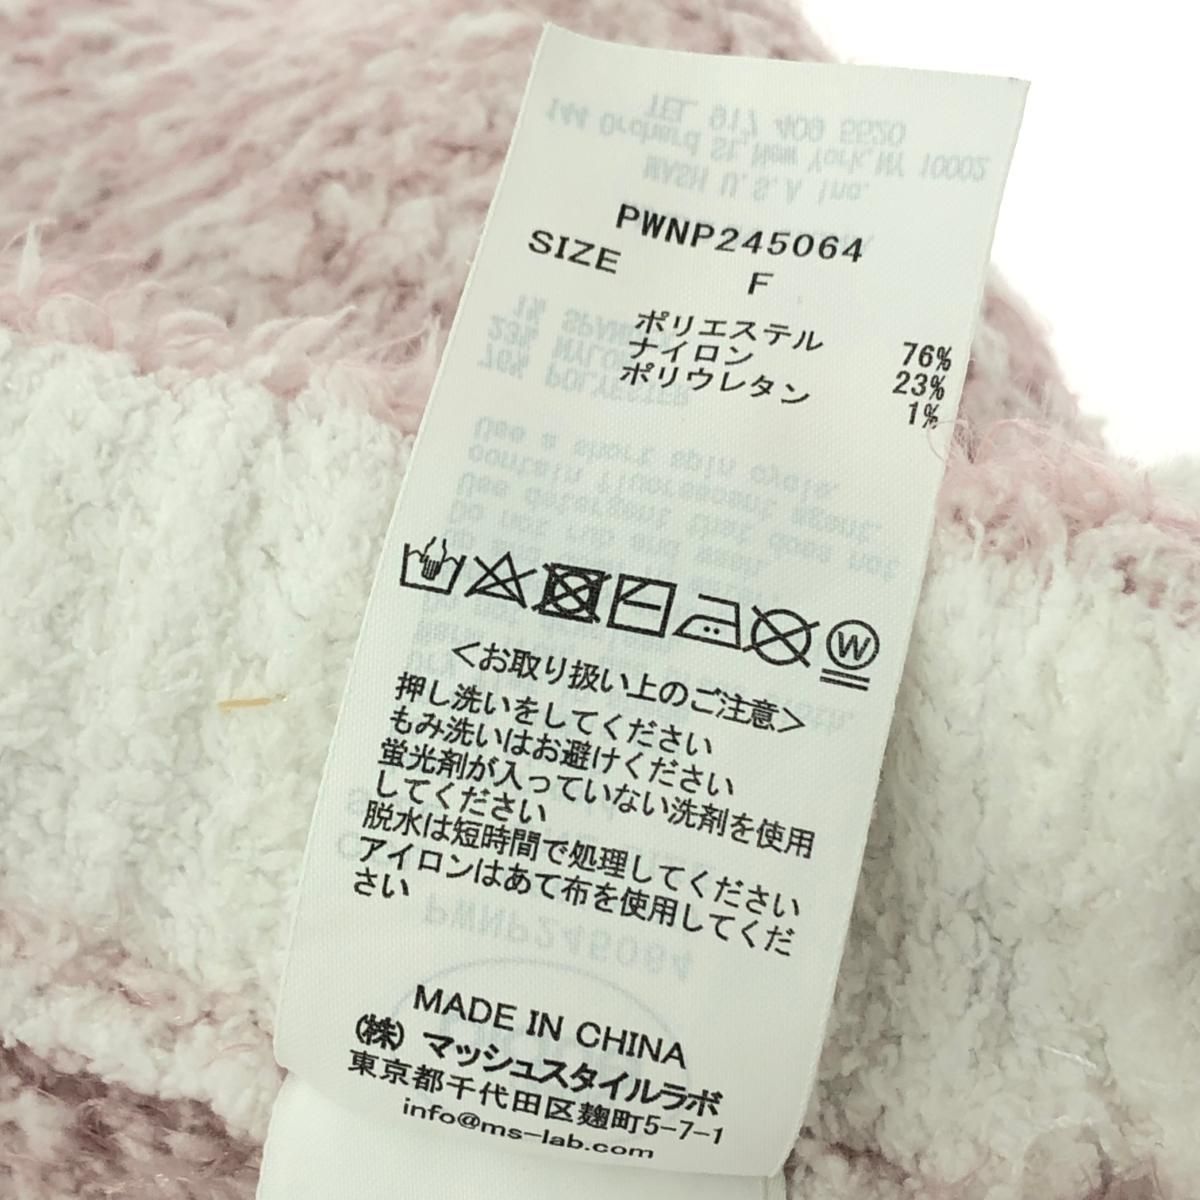 PWNP245064
SIZE F
ポリエステル 76%
ナイロン 23%
ポリウレタン 1%
W
<お取り扱い上のご注意>
押し洗いをしてください
もみ洗いはお避けください
蛍光剤が入っていない洗剤を使用
してください
脱水は短時間で処理してください
アイロンはあて布を使用してくだ
さい
MADE IN CHINA
(株) マッシュスタイルラボ
東京都千代田区麹町5-7-1
info@ms-lab.com